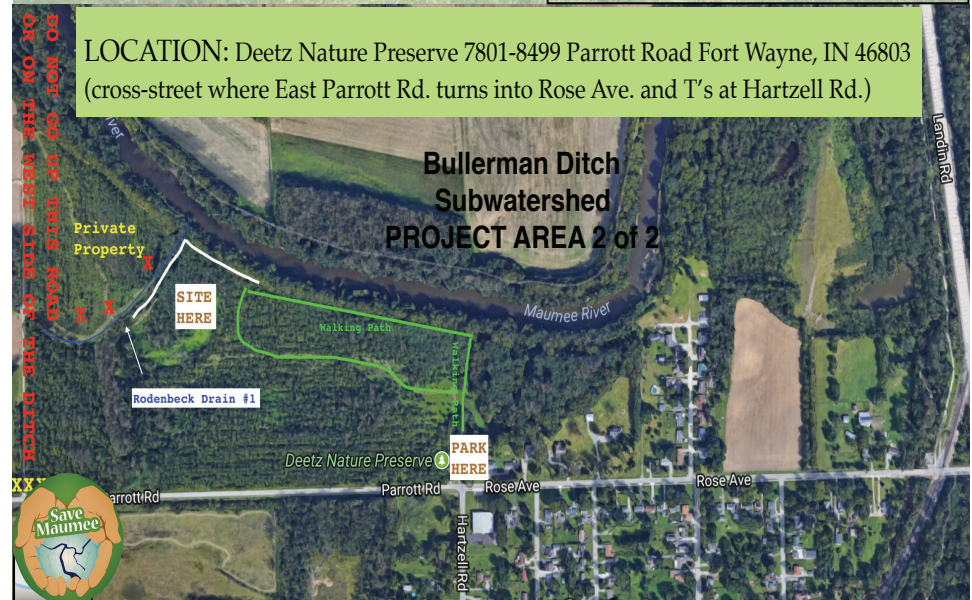 LOCATION: Deetz Nature Preserve 7801-8499 Parrott Road Fort Wayne, IN 46803
(cross-street where East Parrott Rd. turns into Rose Ave. and T's at Hartzell Rd.)
DO NOT GO UP THIS ROAD
OR ON THE WEST SIDE OF THE DITCH
Bullerman Ditch
Subwatershed
PROJECT AREA 2 of 2
Landin Rd
Private
Property
X
X
X
SITE
HERE
Maumee River
Walking Path
Walking Path
Rodenbeck Drain #1
Deetz Nature Preserve
PARK
HERE
XXX
Parrott Rd
Rose Ave
Rose Ave
Hartzell Rd
Save
Maumee